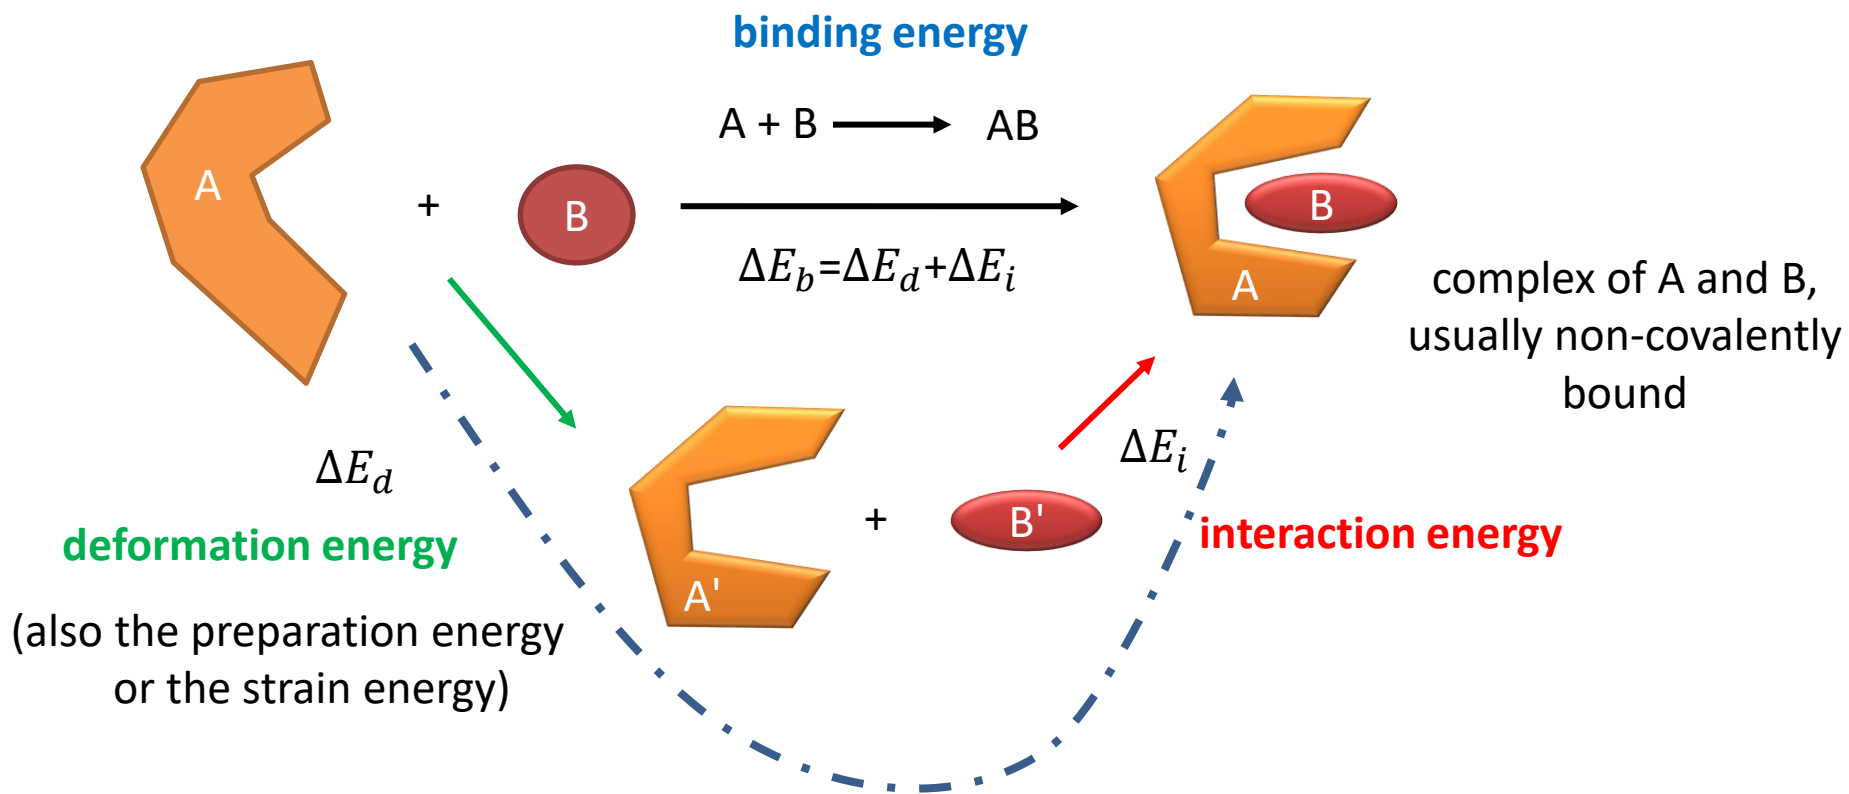 binding energy
A + B ⟶ AB
A
+
B
B
A
ΔE_b=ΔE_d+ΔE_i
complex of A and B,
usually non-covalently
bound
ΔE_d
deformation energy
(also the preparation energy
or the strain energy)
A'
+
B'
ΔE_i
interaction energy